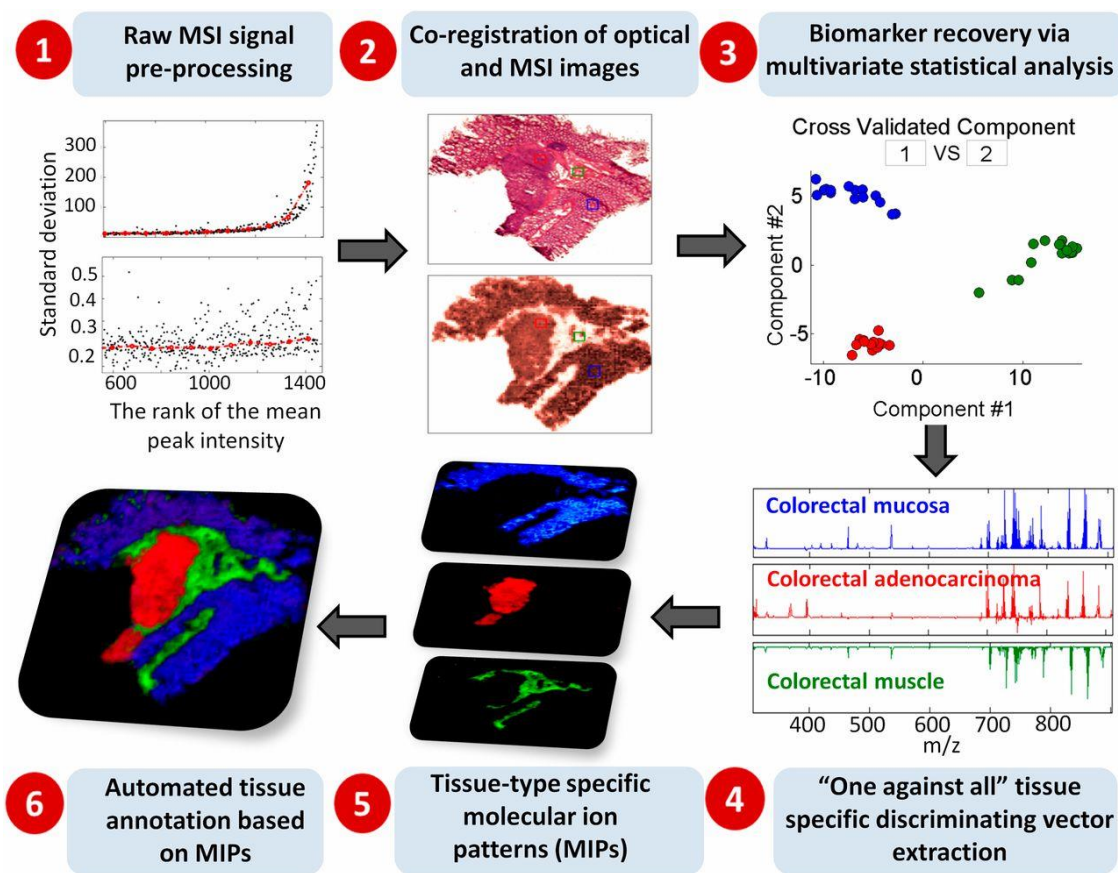 1
Raw MSI signal
pre-processing
2
Co-registration of optical
and MSI images
3
Biomarker recovery via
multivariate statistical analysis
Standard deviation
300
200
100
0.5
0.4
0.3
0.2
600
1000
1400
The rank of the mean
peak intensity
Cross Validated Component
1 VS 2
Component #2
5
0
-5
-10
0
10
Component #1
Colorectal mucosa
Colorectal adenocarcinoma
Colorectal muscle
400 500 600 700 800
m/z
6
Automated tissue
annotation based
on MIPs
5
Tissue-type specific
molecular ion
patterns (MIPs)
4
“One against all” tissue
specific discriminating vector
extraction